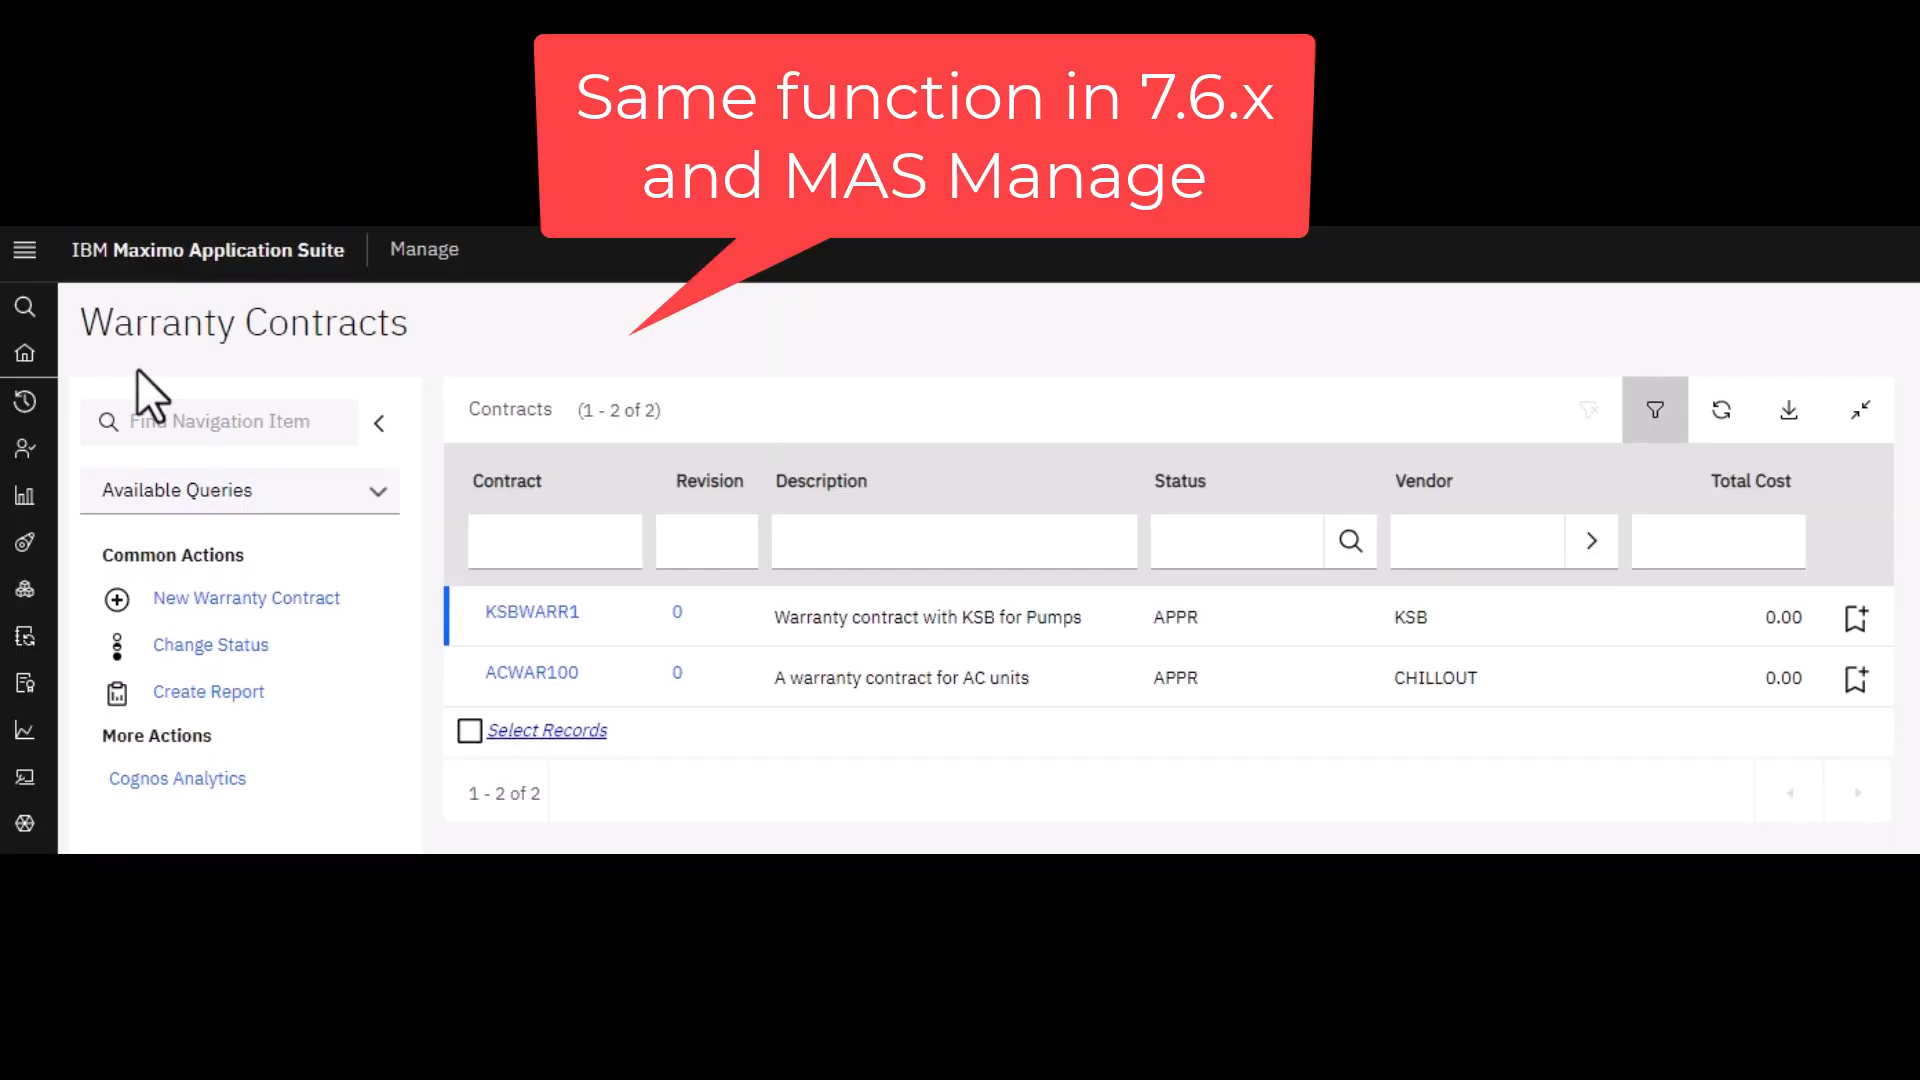 Same function in 7.6.x
and MAS Manage
IBM Maximo Application Suite
Manage
Warranty Contracts
Find Navigation Item
Available Queries
Common Actions
New Warranty Contract
Change Status
Create Report
More Actions
Cognos Analytics
Contracts (1 - 2 of 2)
Contract Revision Description Status Vendor Total Cost
KSBWARR1 0 Warranty contract with KSB for Pumps APPR KSB 0.00
ACWAR100 0 A warranty contract for AC units APPR CHILLOUT 0.00
Select Records
1 - 2 of 2